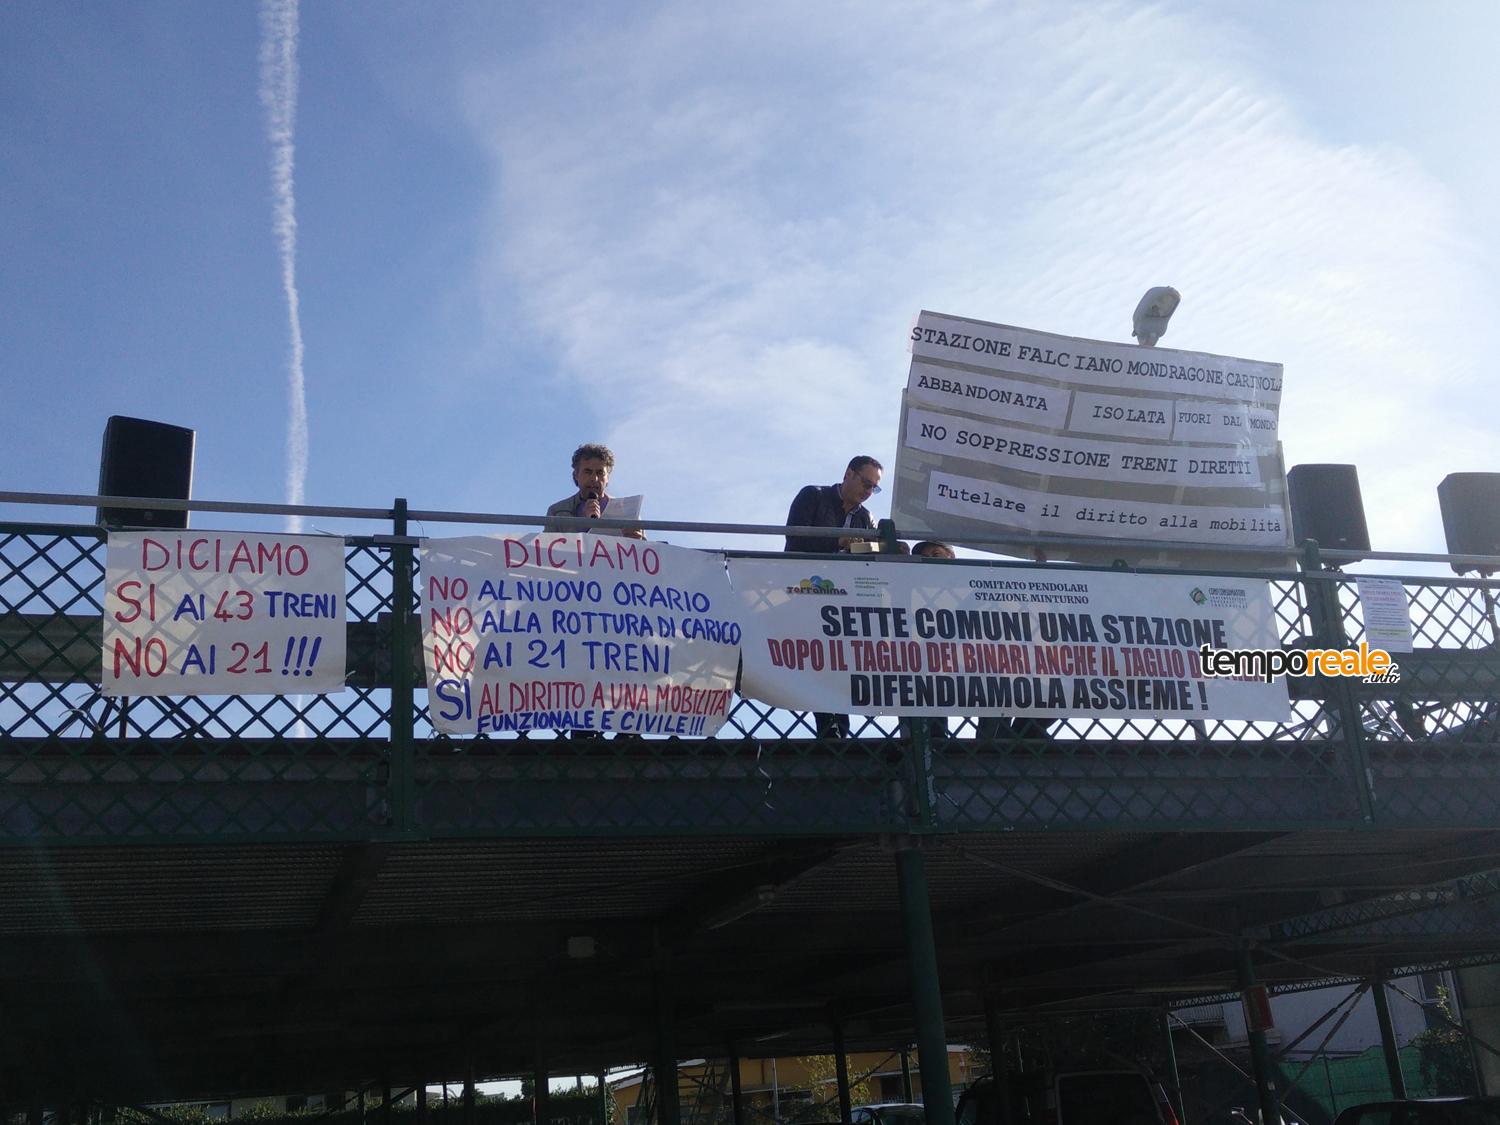 STAZIONE FALCIANO MONDRAGONE CARINOLA
ABBANDONATA ISOLATA FUORI DAL MONDO
NO SOPPRESSIONE TRENI DIRETTI
Tutelare il diritto alla mobilità
DICIAMO
SI AI 43 TRENI
NO AI 21 !!!
DICIAMO
NO AL NUOVO ORARIO
NO ALLA ROTTURA DI CARICO
NO AI 21 TRENI
SI AL DIRITTO A UNA MOBILITA'
FUNZIONALE E CIVILE!!!
terranima
COMITATO PENDOLARI
STAZIONE MINTURNO
SETTE COMUNI UNA STAZIONE
DOPO IL TAGLIO DEI BINARI ANCHE IL TAGLIO
DIFENDIAMOLA ASSIEME !
temporeale.info